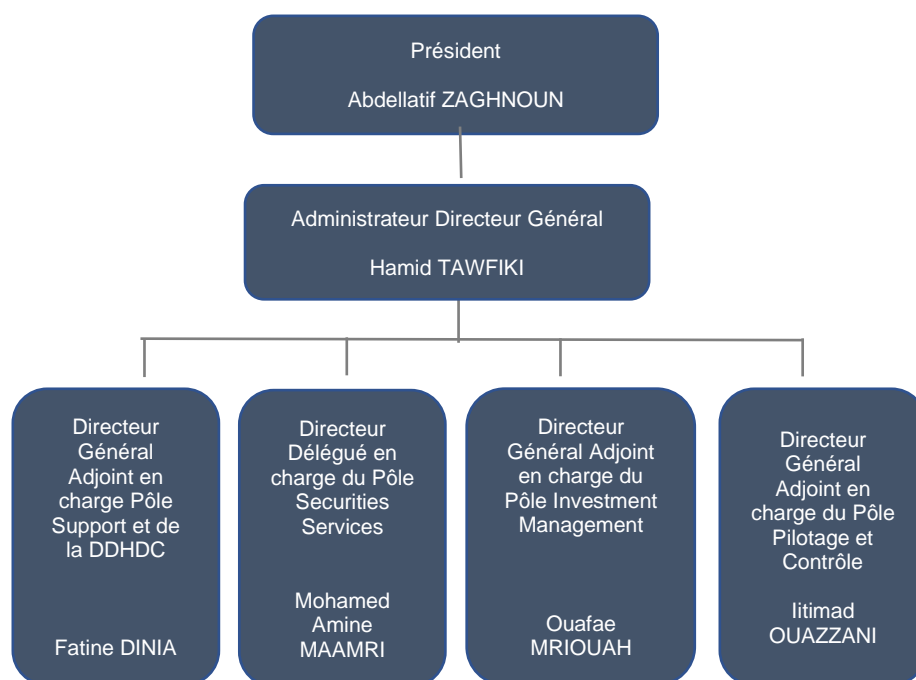 Président
Abdellatif ZAGHNOUN
Administrateur Directeur Général
Hamid TAWFIKI
Directeur
Général
Adjoint en
charge Pôle
Support et de
la DDHDC
Fatine DINIA
Directeur
Délégué en
charge du Pôle
Securities
Services
Mohamed
Amine
MAAMRI
Directeur
Général Adjoint
en charge du
Pôle Investment
Management
Ouafae
MRIOUAH
Directeur
Général
Adjoint en
charge du Pôle
Pilotage et
Contrôle
Iitimad
OUAZZANI